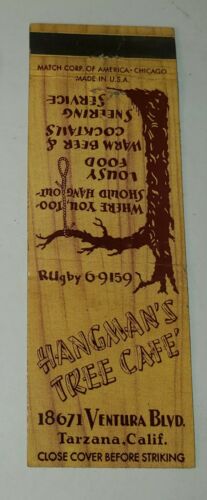 MATCH CORP. OF AMERICA-CHICAGO
MADE IN U.S.A.
WHERE YOU TOO-
SHOULD HANG OUT
LOUSY
FOOD
WARM BEER &
COCKTAILS
SNEERING
SERVICE
RUgby 6-9159
HANGMAN'S
TREE CAFE'
18671 VENTURA BLVD.
Tarzana, Calif.
CLOSE COVER BEFORE STRIKING